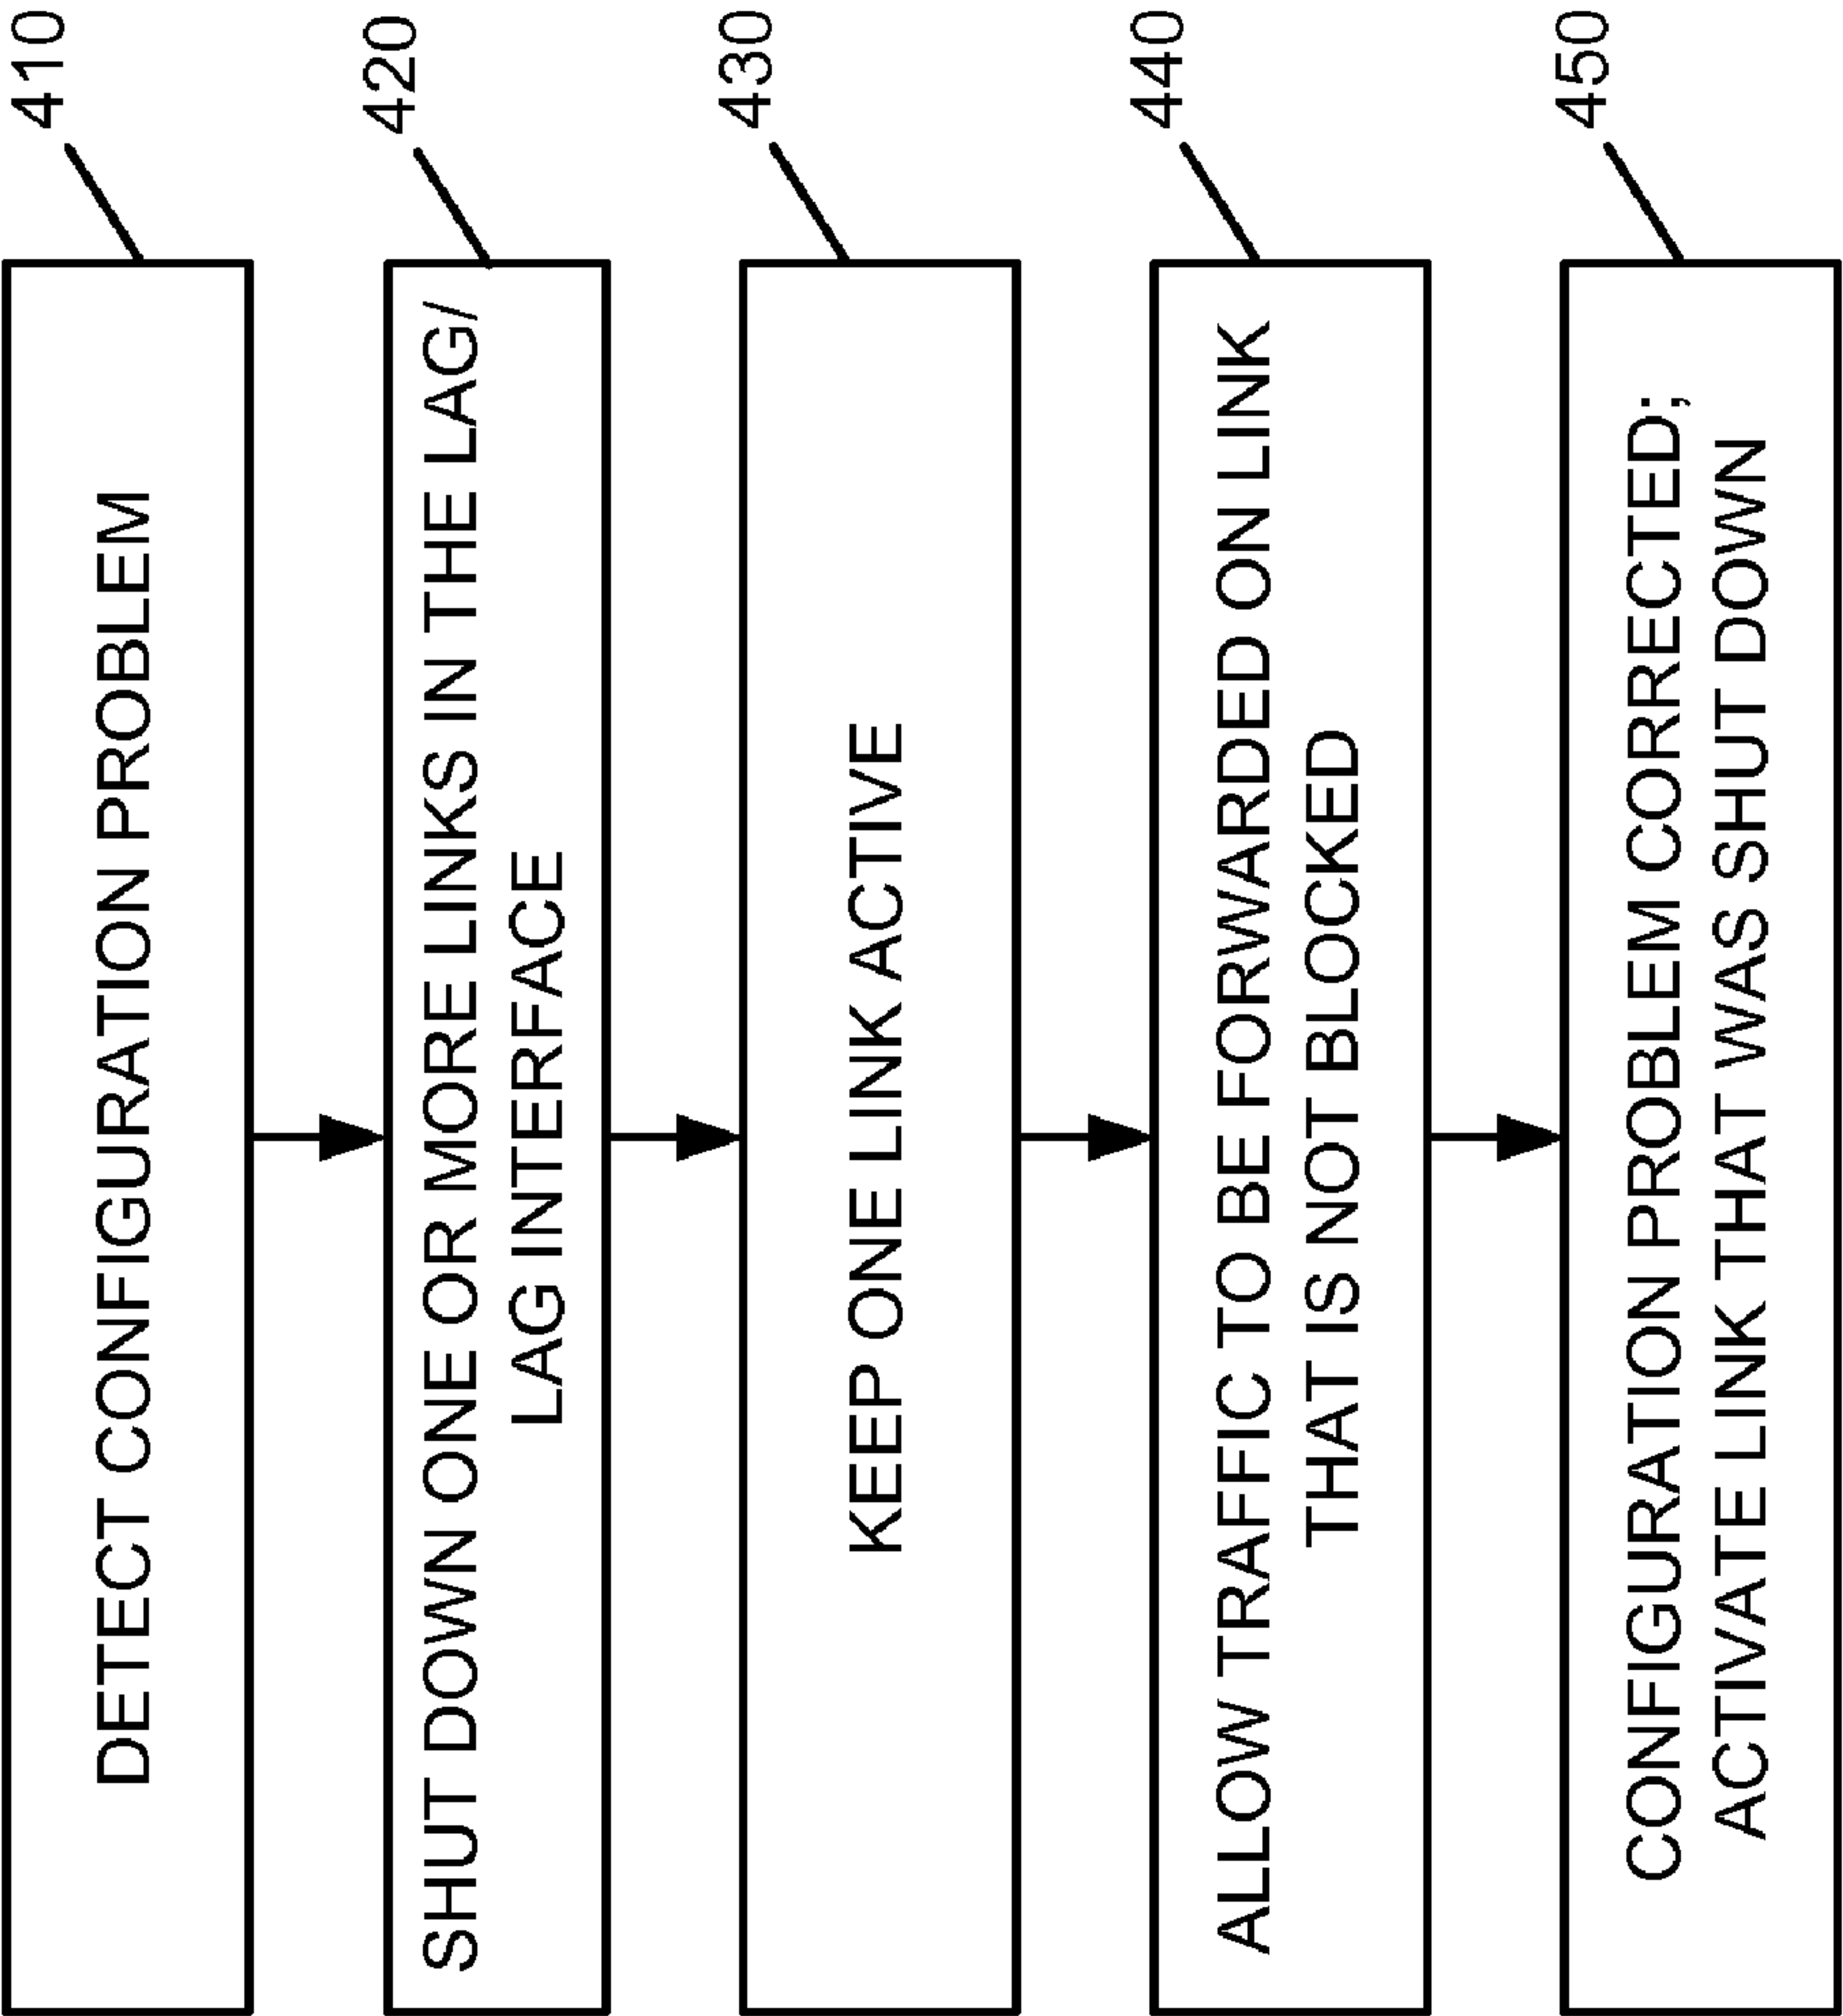 410
DETECT CONFIGURATION PROBLEM
420
SHUT DOWN ONE OR MORE LINKS IN THE LAG/
LAG INTERFACE
430
KEEP ONE LINK ACTIVE
440
ALLOW TRAFFIC TO BE FORWARDED ON LINK
THAT IS NOT BLOCKED
450
CONFIGURATION PROBLEM CORRECTED;
ACTIVATE LINK THAT WAS SHUT DOWN